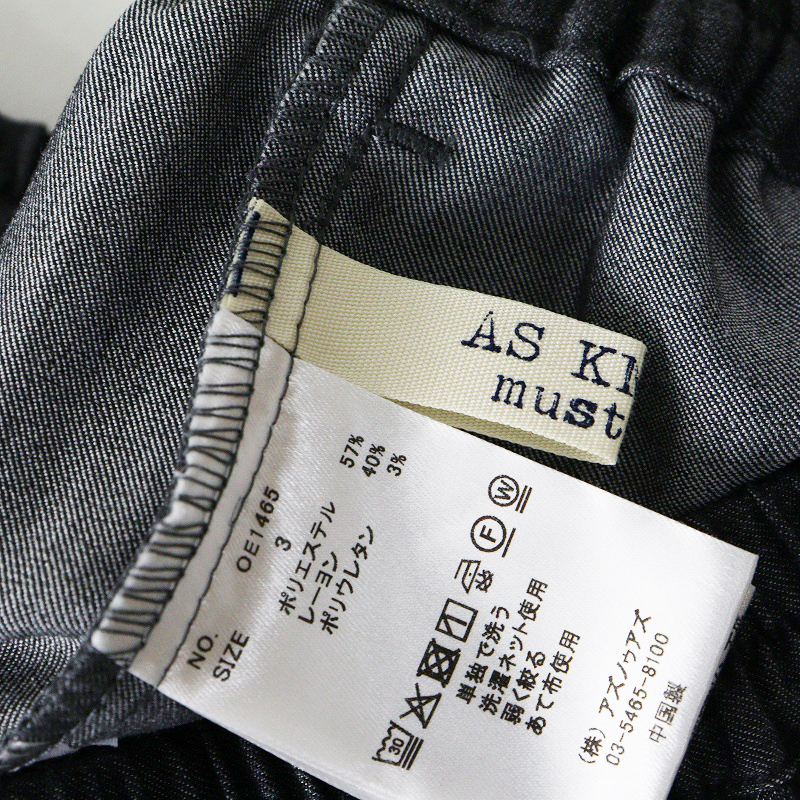 AS K
must
NO. OE1465
SIZE 3
ポリエステル 57%
レーヨン 40%
ポリウレタン 3%
30
F W
単独で洗う
洗濯ネット使用
弱く絞る
あて布使用
(株) アズノゥアズ
03-5465-8100
中国製